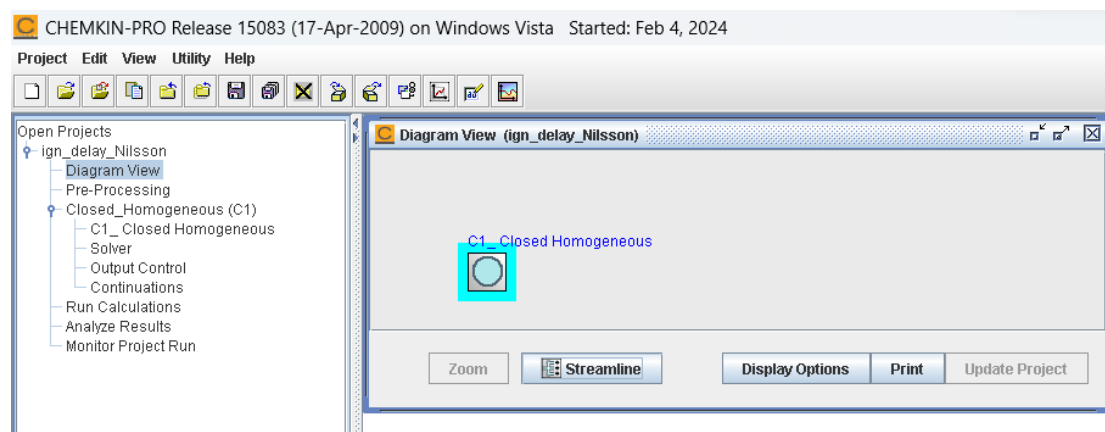 CHEMKIN-PRO Release 15083 (17-Apr-2009) on Windows Vista Started: Feb 4, 2024
Project Edit View Utility Help
Open Projects
ign_delay_Nilsson
Diagram View
Pre-Processing
Closed_Homogeneous (C1)
C1_ Closed Homogeneous
Solver
Output Control
Continuations
Run Calculations
Analyze Results
Monitor Project Run
Diagram View (ign_delay_Nilsson)
C1_ Closed Homogeneous
Zoom Streamline Display Options Print Update Project